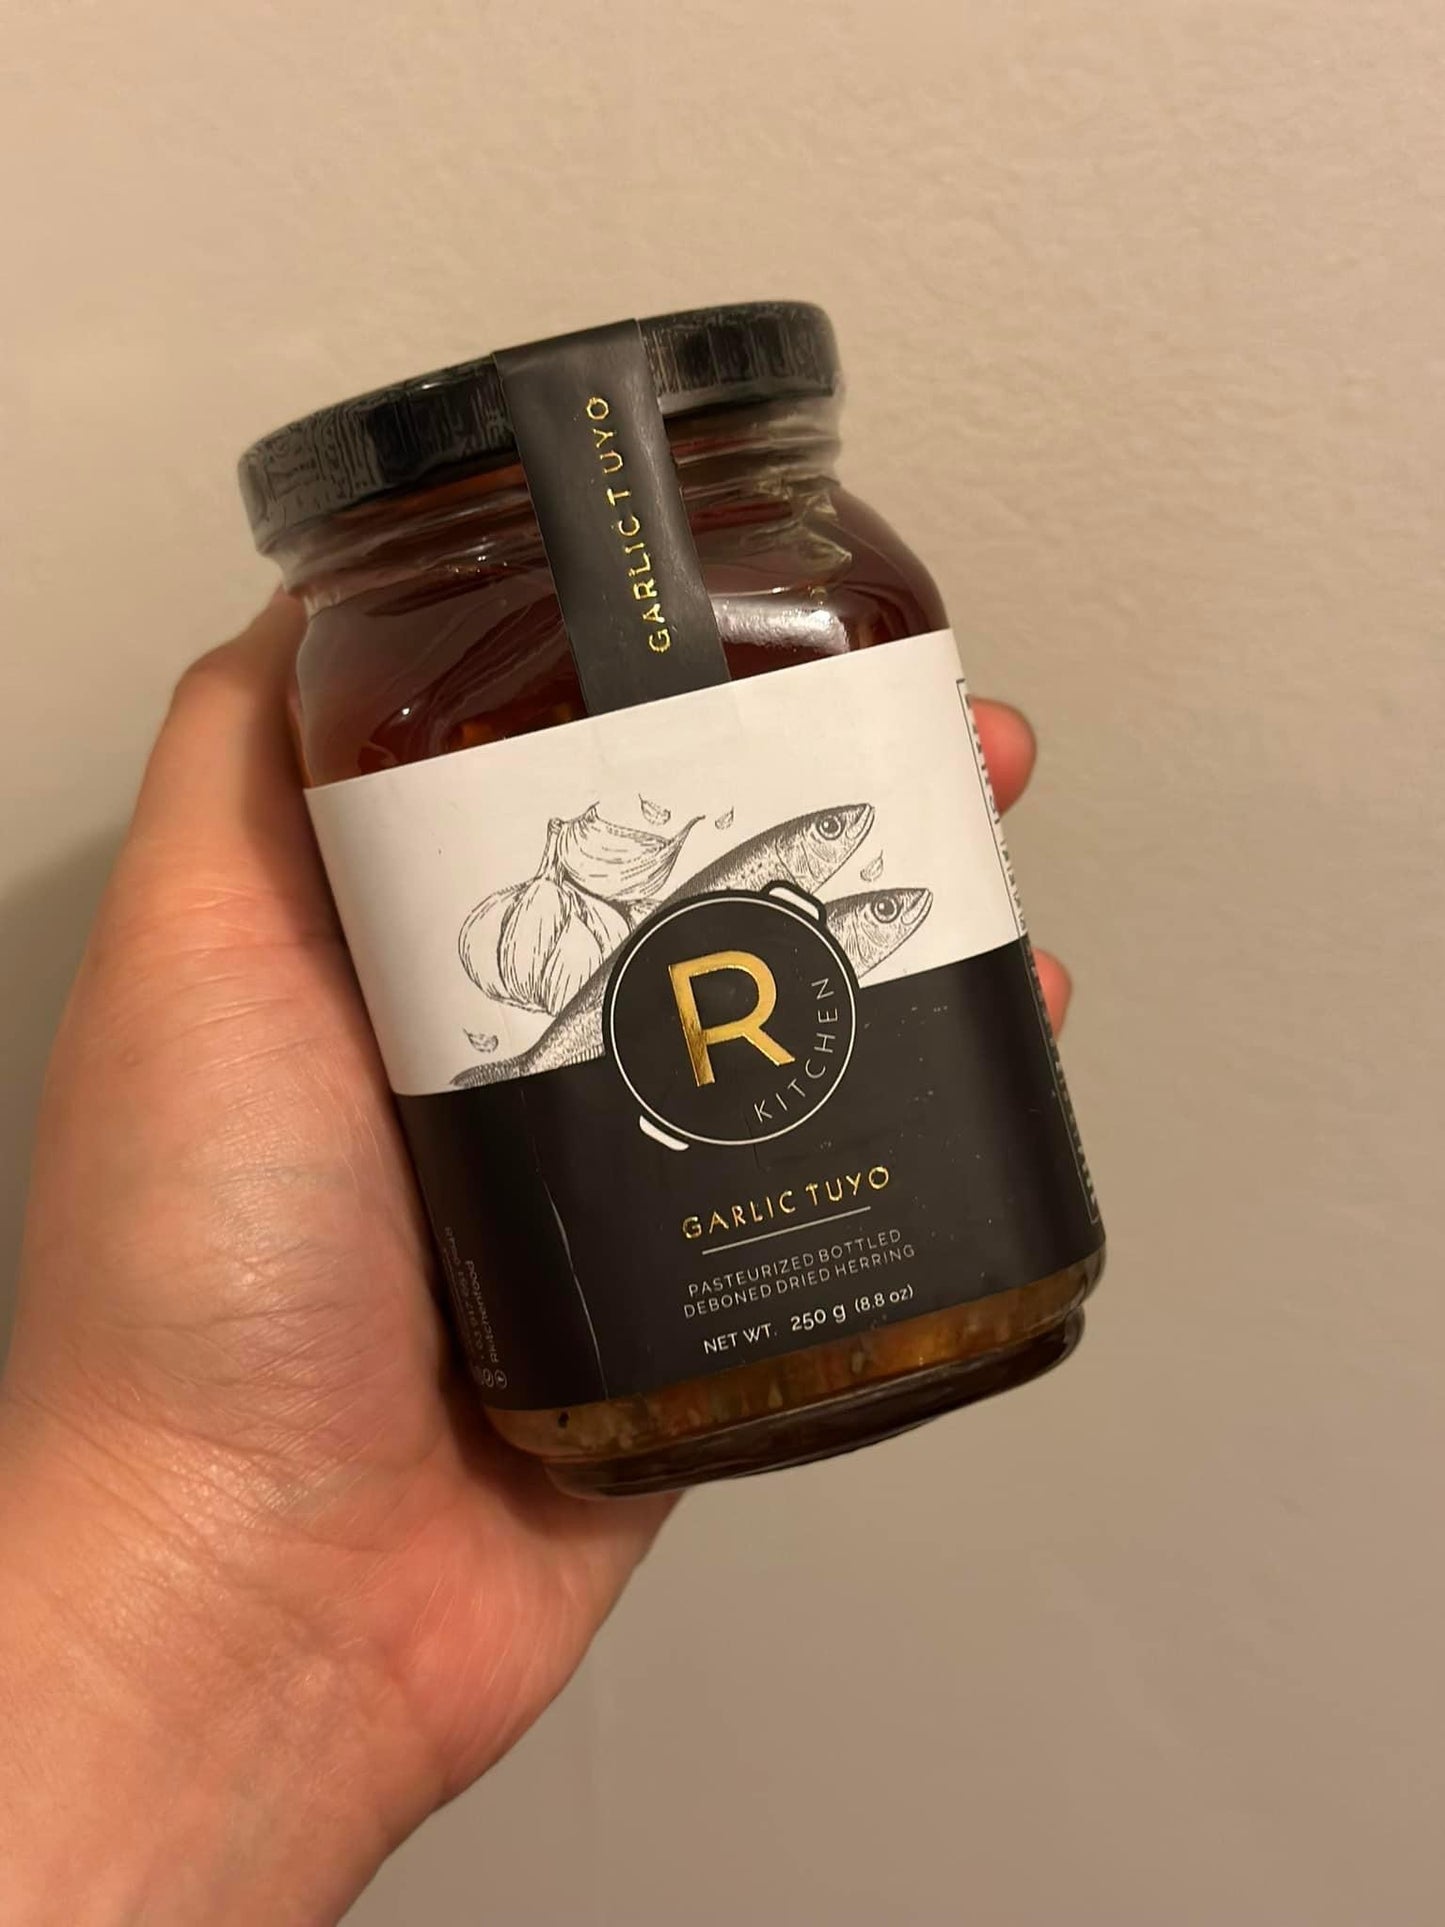 GARLIC TUYO
R
KITCHEN
GARLIC TUYO
PASTEURIZED BOTTLED
DEBONED DRIED HERRING
NET WT. 250 g (8.8 oz)